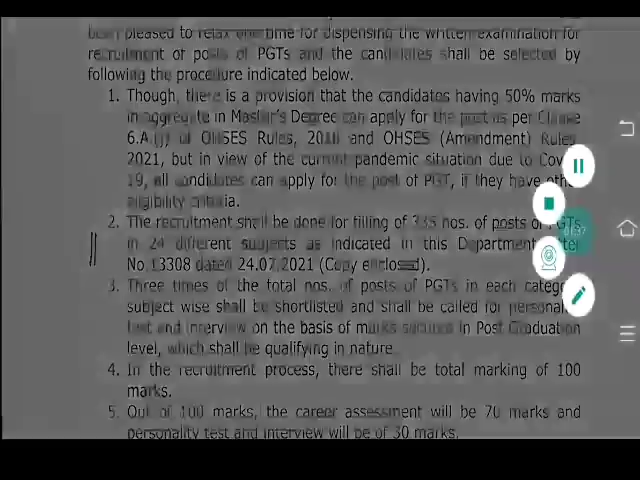 been pleased to relax one time for dispensing the written examination for
recruitment of posts of PGTs and the candidates shall be selected by
following the procedure indicated below.
1. Though, there is a provision that the candidates having 50% marks
in aggregate in Master's Degree can apply for the post as per Clause
6.A of OHSES Rules, 2018 and OHSES (Amendment) Rules,
2021, but in view of the current pandemic situation due to
19, all candidates can apply for the post of PGT, if they have
eligibility criteria.
2. The recruitment shall be done for filling of 335 nos. of posts of PGTs
in 24 different subjects as indicated in this Department
No.13308 dated 24.07.2021 (Copy enclosed).
3. Three times of the total nos. of posts of PGTs in each
subject wise shall be shortlisted and shall be called for
test and interview on the basis of marks secured in Post Graduation
level, which shall be qualifying in nature.
4. In the recruitment process, there shall be total marking of 100
marks.
5. Out of 100 marks, the career assessment will be 70 marks and
personality test and interview will be of 30 marks.